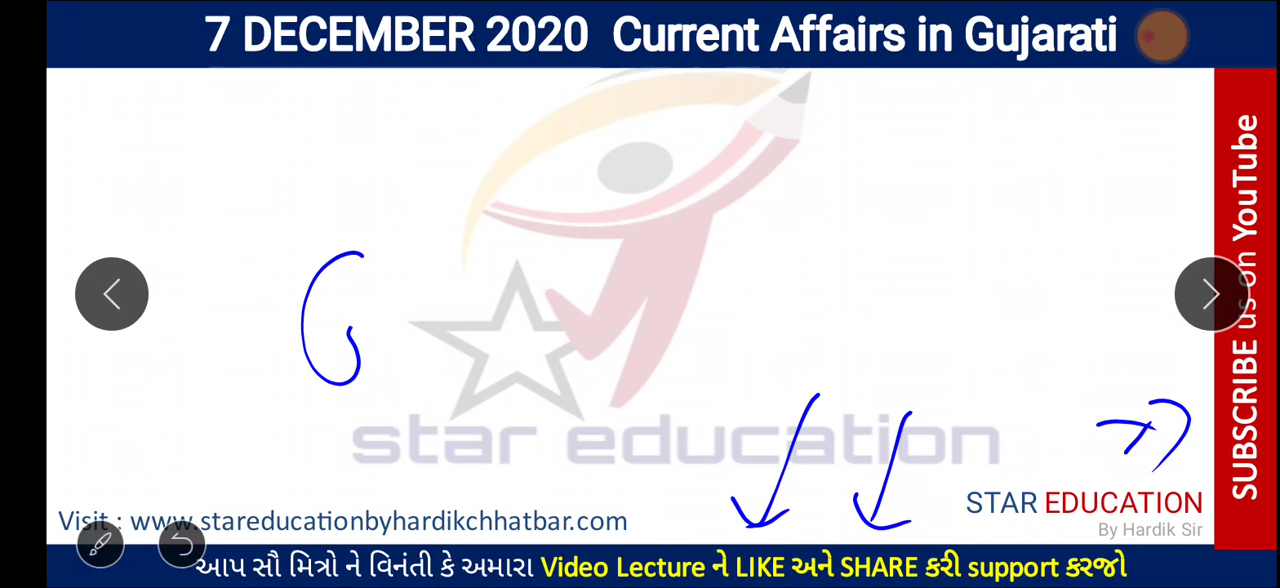 7 DECEMBER 2020 Current Affairs in Gujarati
SUBSCRIBE us on YouTube
star education
STAR EDUCATION
By Hardik Sir
Visit : www.stareducationbyhardikchhatbar.com
આપ સૌ મિત્રો ને વિનંતી કે અમારા Video Lecture ને LIKE અને SHARE કરી support કરજો